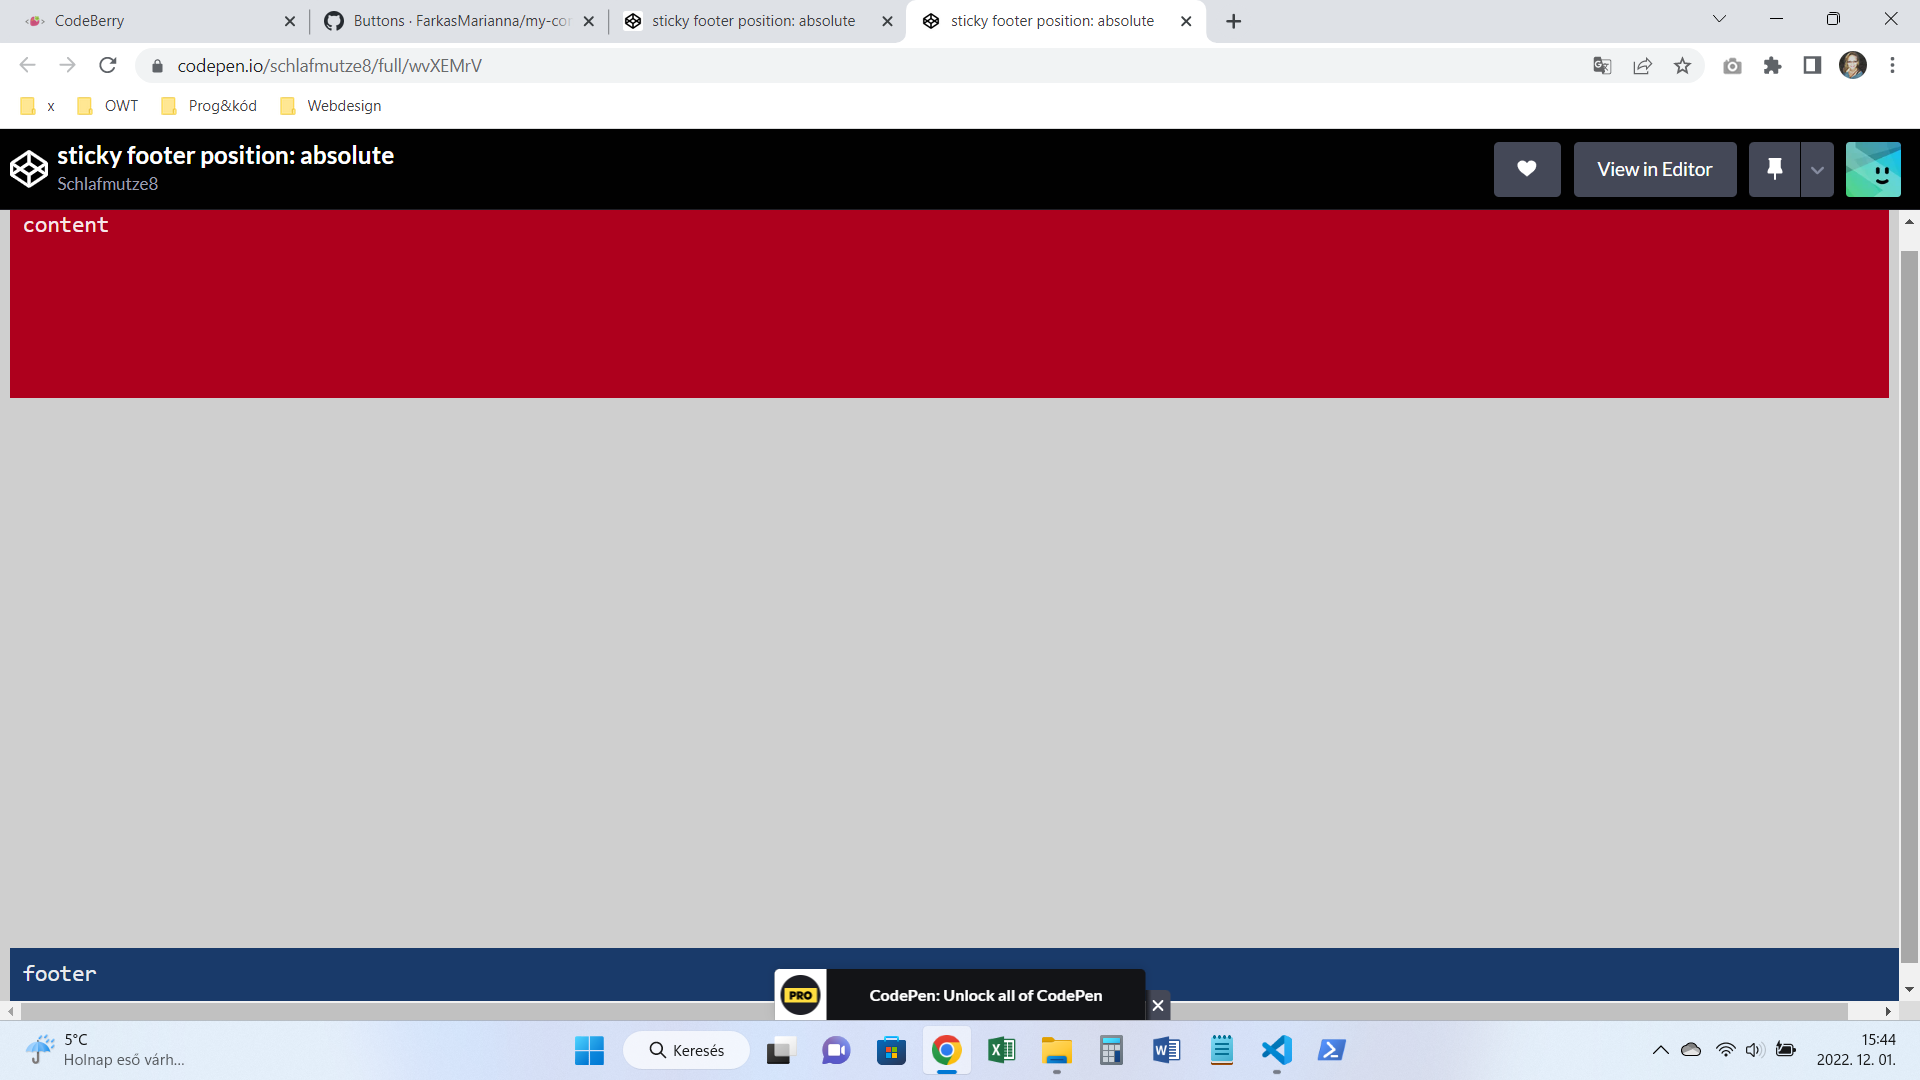 CodeBerry
Buttons · FarkasMarianna/my-cor
sticky footer position: absolute
sticky footer position: absolute
codepen.io/schlafmutze8/full/wvXEMrV
x
OWT
Prog&kód
Webdesign
sticky footer position: absolute
Schlafmutze8
View in Editor
content
footer
PRO
CodePen: Unlock all of CodePen
5°C
Holnap eső várh...
Keresés
15:44
2022. 12. 01.